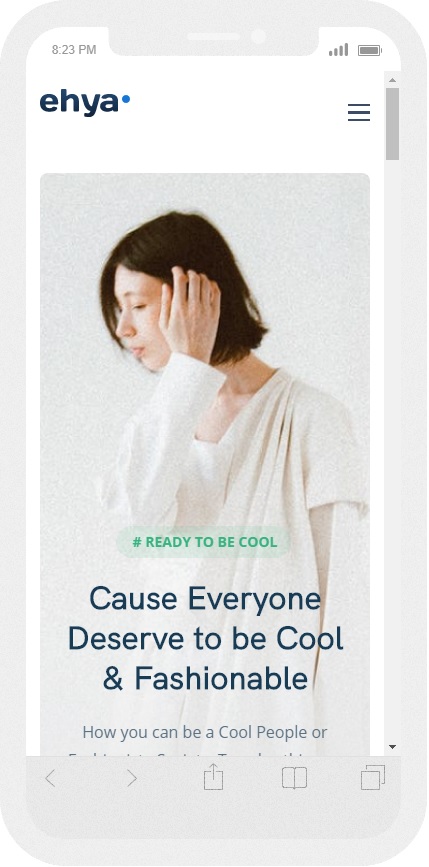 8:23 PM
ehya
# READY TO BE COOL
Cause Everyone
Deserve to be Cool
& Fashionable
How you can be a Cool People or